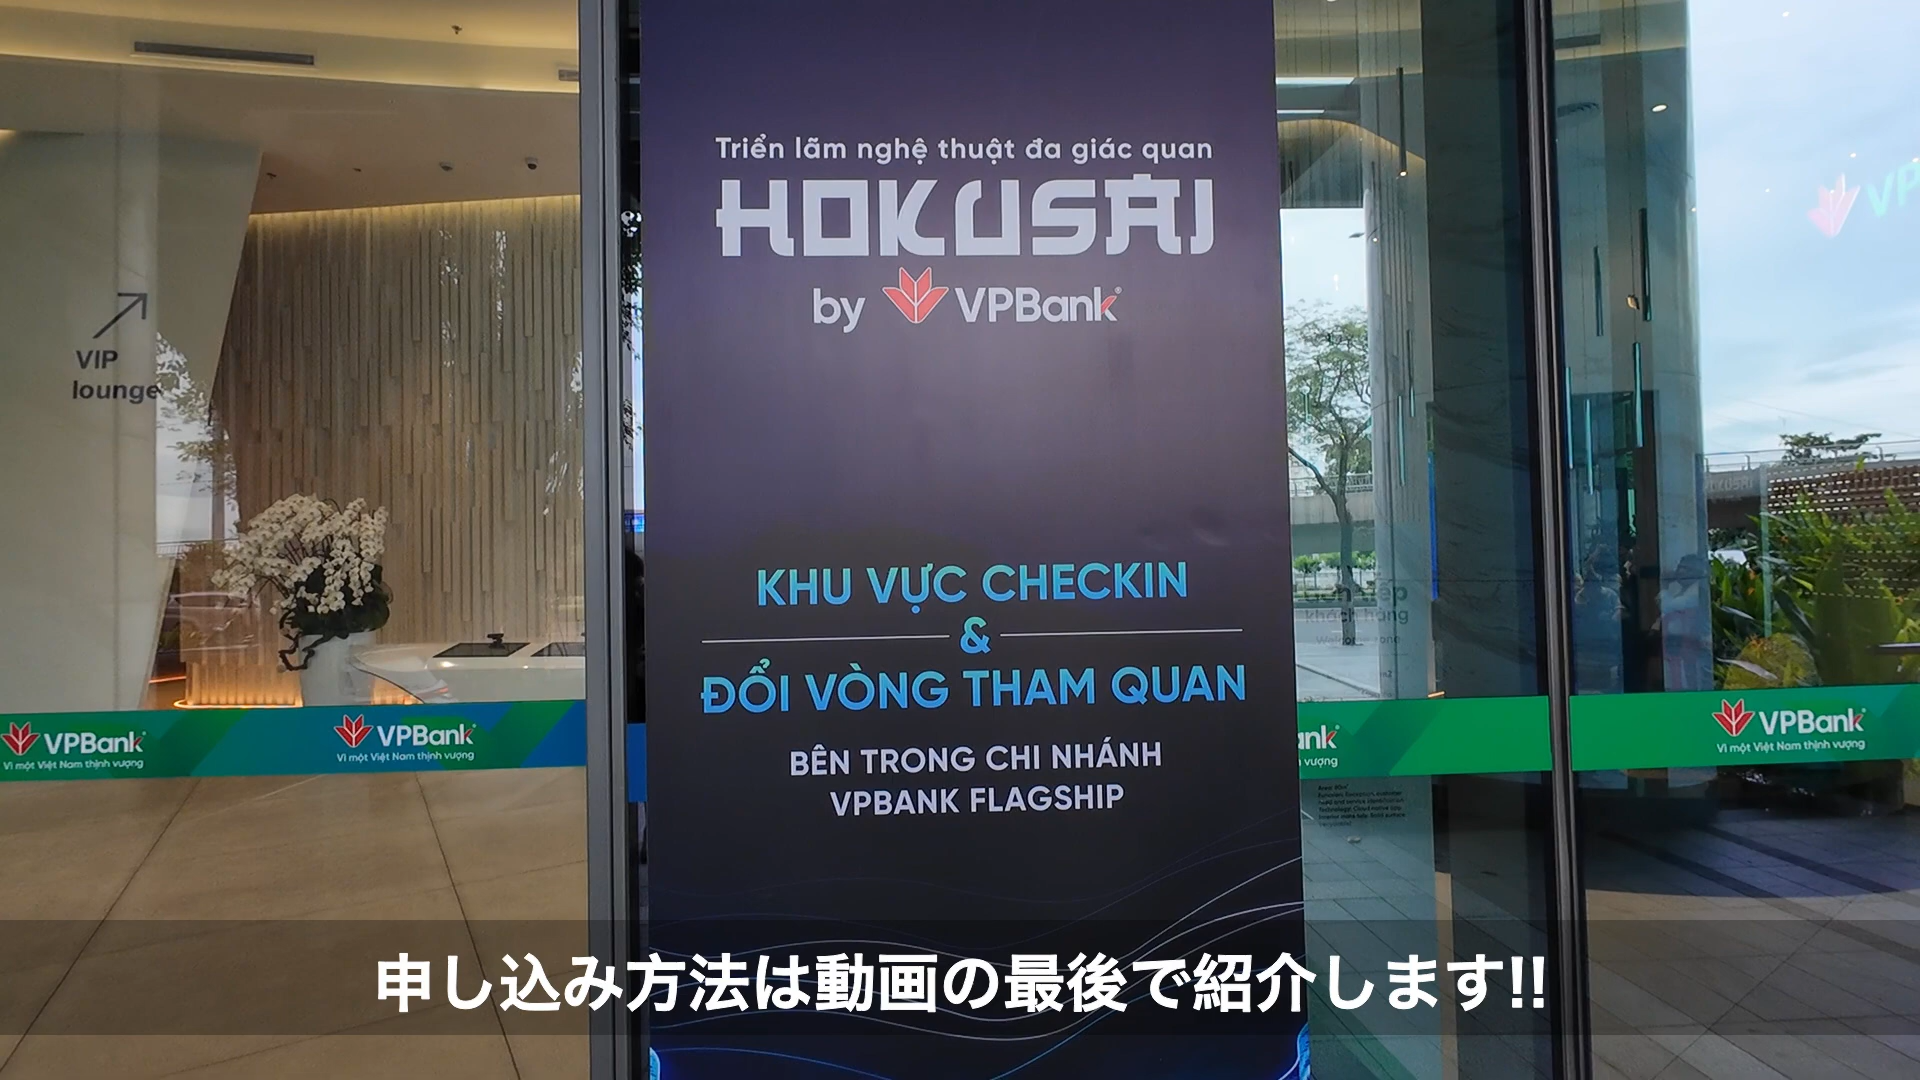 Triển lãm nghệ thuật đa giác quan
HOKUSAI
by VPBank
VIP
lounge
KHU VỰC CHECKIN
&
ĐỔI VÒNG THAM QUAN
BÊN TRONG CHI NHÁNH
VPBANK FLAGSHIP
VPBank
Vì một Việt Nam thịnh vượng
VPBank
Vì một Việt Nam thịnh vượng
VPBank
Vì một Việt Nam thịnh vượng
khách hàng
申し込み方法は動画の最後で紹介します!!